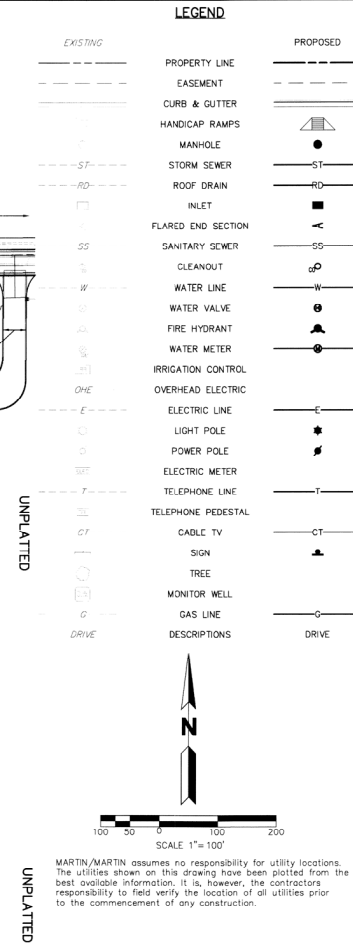 LEGEND
EXISTING PROPOSED
PROPERTY LINE
EASEMENT
CURB & GUTTER
HANDICAP RAMPS
MANHOLE
ST STORM SEWER ST
RD ROOF DRAIN RD
INLET
FLARED END SECTION
SS SANITARY SEWER SS
CLEANOUT
W WATER LINE W
WATER VALVE
FIRE HYDRANT
WATER METER
IRRIGATION CONTROL
OHE OVERHEAD ELECTRIC
E ELECTRIC LINE E
LIGHT POLE
POWER POLE
ELECTRIC METER
T TELEPHONE LINE T
TELEPHONE PEDESTAL
CT CABLE TV CT
SIGN
TREE
MONITOR WELL
G GAS LINE G
DRIVE DESCRIPTIONS DRIVE
UNPLATTED
N
100 50 0 100 200
SCALE 1"= 100'
MARTIN/MARTIN assumes no responsibility for utility locations.
The utilities shown on this drawing have been plotted from the
best available information. It is, however, the contractors
responsibility to field verify the location of all utilities prior
to the commencement of any construction.
UNPLATTED